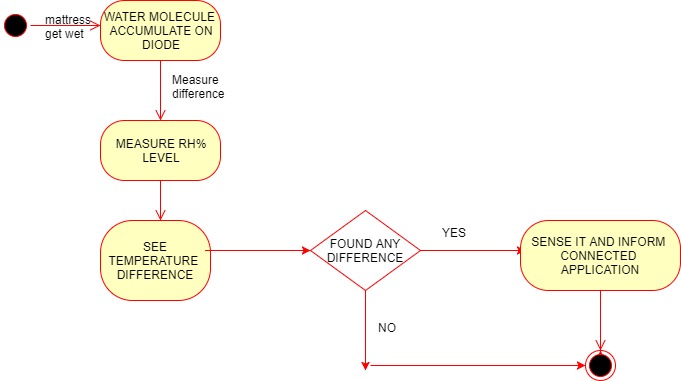 mattress
get wet
WATER MOLECULE
ACCUMULATE ON
DIODE
Measure
difference
MEASURE RH%
LEVEL
SEE
TEMPERATURE
DIFFERENCE
FOUND ANY
DIFFERENCE
YES
SENSE IT AND INFORM
CONNECTED
APPLICATION
NO